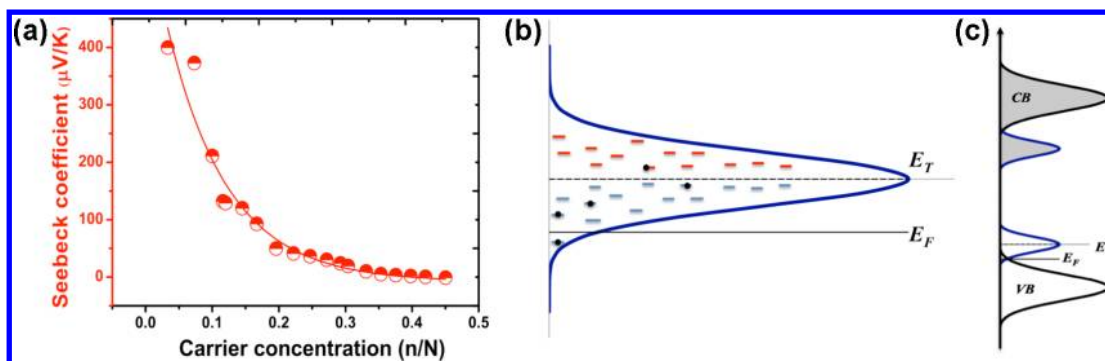 (a)
Seebeck coefficient (μV/K)
400
300
200
100
0
0.0 0.1 0.2 0.3 0.4 0.5
Carrier concentration (n/N)
(b)
E_T
E_F
(c)
CB
E
E_F
VB